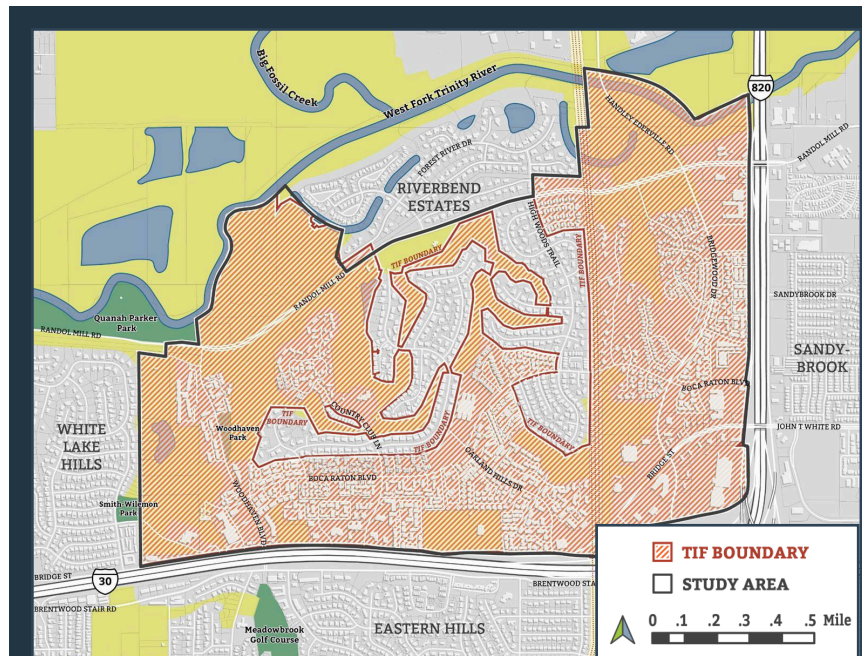 820
Big Fossil Creek
West Fork Trinity River
HANDLEY EDERVILLE RD
RANDOL MILL RD
FOREST RIVER DR
RIVERBEND
ESTATES
HIGH WOODS TRAIL
TIF BOUNDARY
TIF BOUNDARY
BRIDGEWOOD DR
RANDOL MILL RD
SANDYBROOK DR
Quanah Parker
Park
RANDOL MILL RD
SANDY-
BROOK
BOCA RATON BLVD
WHITE
LAKE
HILLS
TIF
BOUNDARY
COUNTRY CLUB LN
TIF BOUNDARY
TIF BOUNDARY
JOHN T WHITE RD
Woodhaven
Park
OAKLAND HILLS DR
BRIDGE ST
BOCA RATON BLVD
WOODHAVEN BLVD
Smith-Wilemon
Park
BRIDGE ST
30
BRENTWOOD STA
BRENTWOOD STAIR RD
Meadowbrook
Golf Course
EASTERN HILLS
TIF BOUNDARY
STUDY AREA
0 .1 .2 .3 .4 .5 Mile